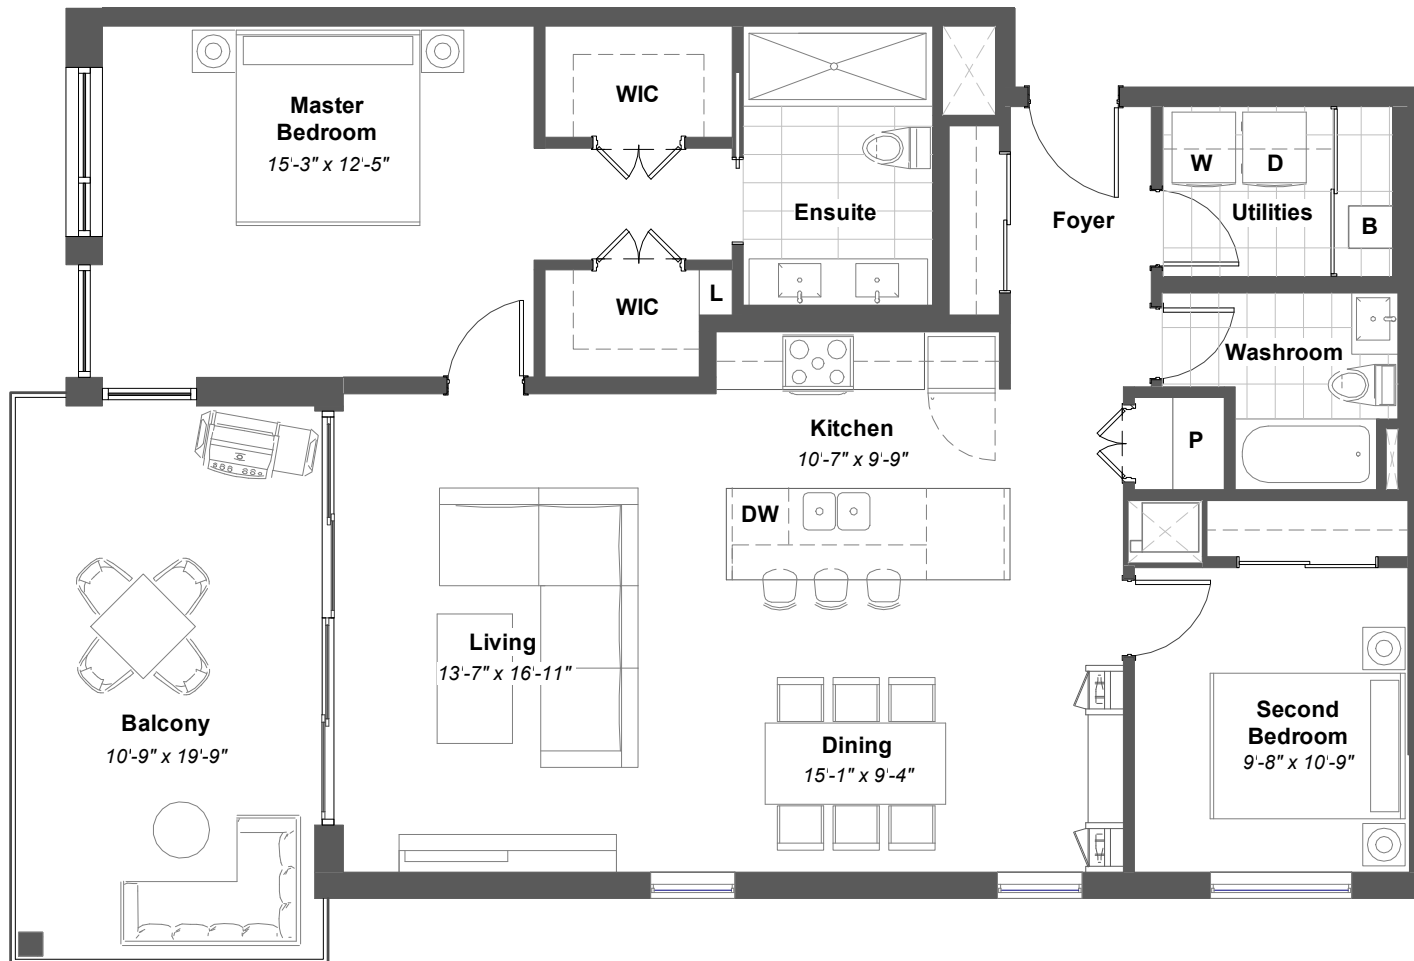 Master
Bedroom
15'-3" x 12'-5"
WIC
Ensuite
WIC
L
Foyer
W
D
Utilities
B
Washroom
Kitchen
10'-7" x 9'-9"
P
DW
Living
13'-7" x 16'-11"
Balcony
10'-9" x 19'-9"
Dining
15'-1" x 9'-4"
Second
Bedroom
9'-8" x 10'-9"